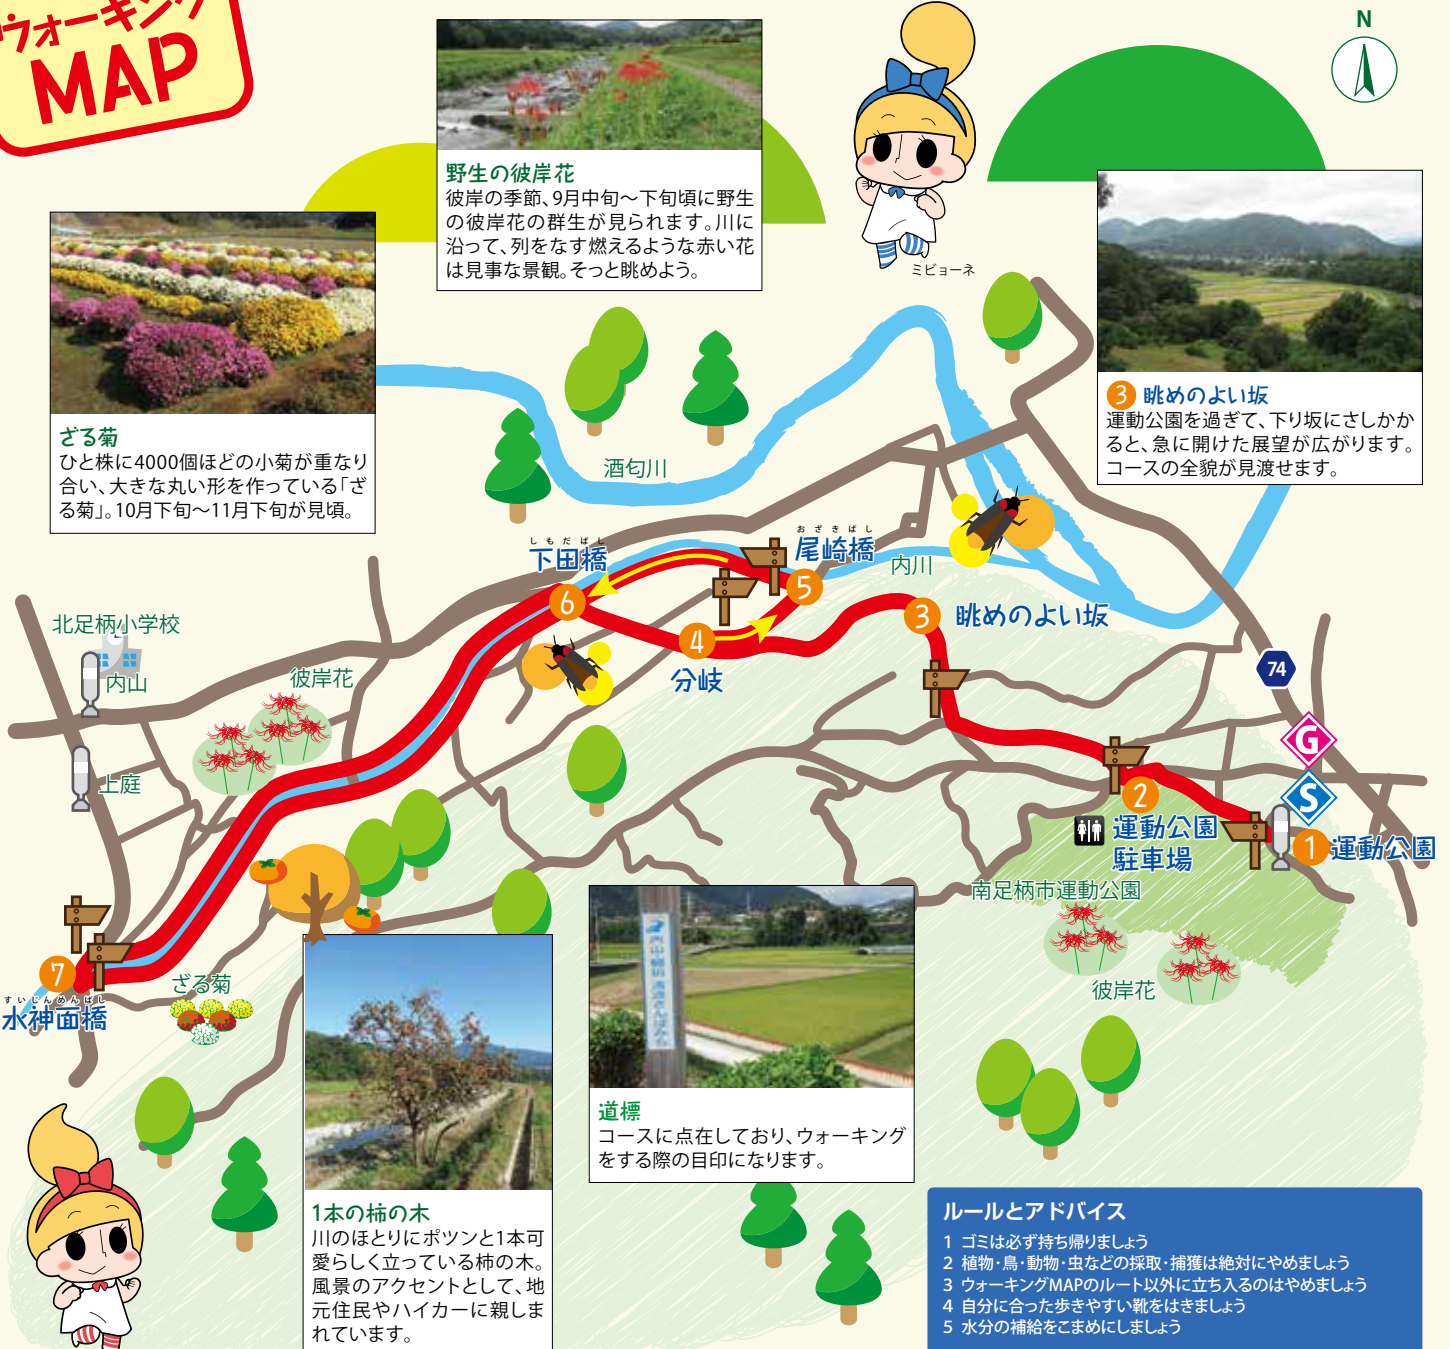 ウォーキング
MAP
N
野生の彼岸花
彼岸の季節、9月中旬～下旬頃に野生
の彼岸花の群生が見られます。川に
沿って、列をなす燃えるような赤い花
は見事な景観。そっと眺めよう。
ミビョーネ
ざる菊
ひと株に4000個ほどの小菊が重なり
合い、大きな丸い形を作っている「ざ
る菊」。10月下旬～11月下旬が見頃。
3 眺めのよい坂
運動公園を過ぎて、下り坂にさしかか
ると、急に開けた展望が広がります。
コースの全貌が見渡せます。
酒匂川
しもだばし
下田橋
おざきばし
尾崎橋
内川
6
5
4
分岐
3
眺めのよい坂
北足柄小学校
内山
彼岸花
上庭
74
G
S
2
運動公園
駐車場
1
運動公園
南足柄市運動公園
彼岸花
7
すいじんめんばし
水神面橋
ざる菊
1本の柿の木
川のほとりにポツンと1本可
愛らしく立っている柿の木。
風景のアクセントとして、地
元住民やハイカーに親しま
れています。
道標
コースに点在しており、ウォーキング
をする際の目印になります。
ルールとアドバイス
1 ゴミは必ず持ち帰りましょう
2 植物・鳥・動物・虫などの採取・捕獲は絶対にやめましょう
3 ウォーキングMAPのルート以外に立ち入るのはやめましょう
4 自分に合った歩きやすい靴をはきましょう
5 水分の補給をこまめにしましょう